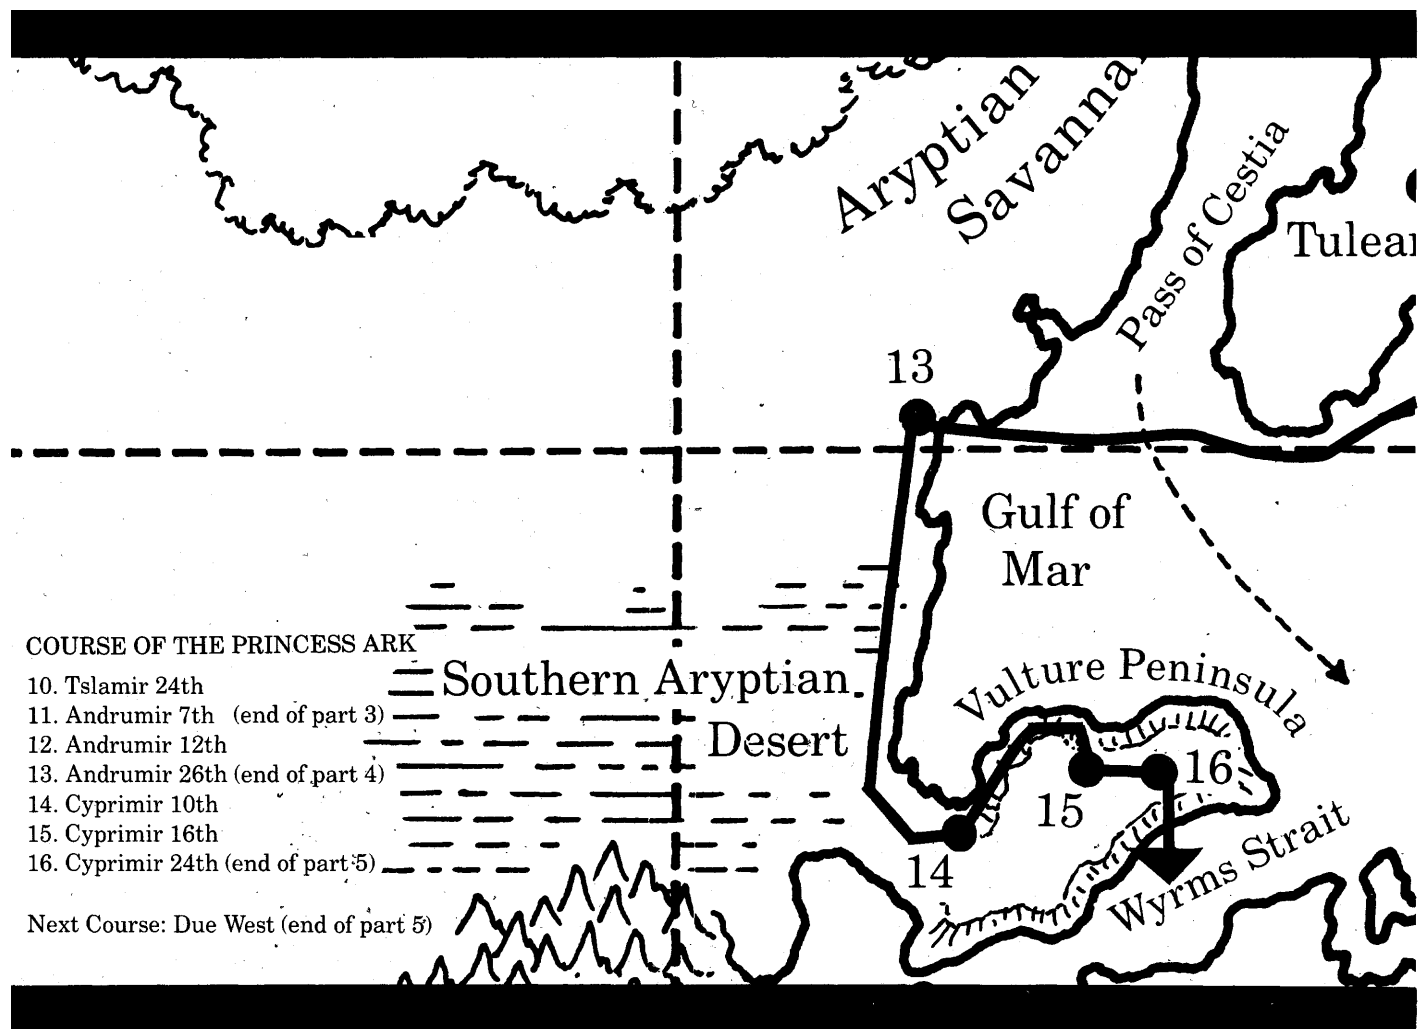 Aryptian
Savanna
Pass of Cestia
13
Gulf of
Mar
COURSE OF THE PRINCESS ARK
10. Tslamir 24th
11. Andrumir 7th (end of part 3)
12. Andrumir 12th
13. Andrumir 26th (end of part 4)
14. Cyprimir 10th
15. Cyprimir 16th
16. Cyprimir 24th (end of part 5)
Next Course: Due West (end of part 5)
Southern Aryptian
Desert
Vulture Peninsula
16
15
14
Wyrms Strait